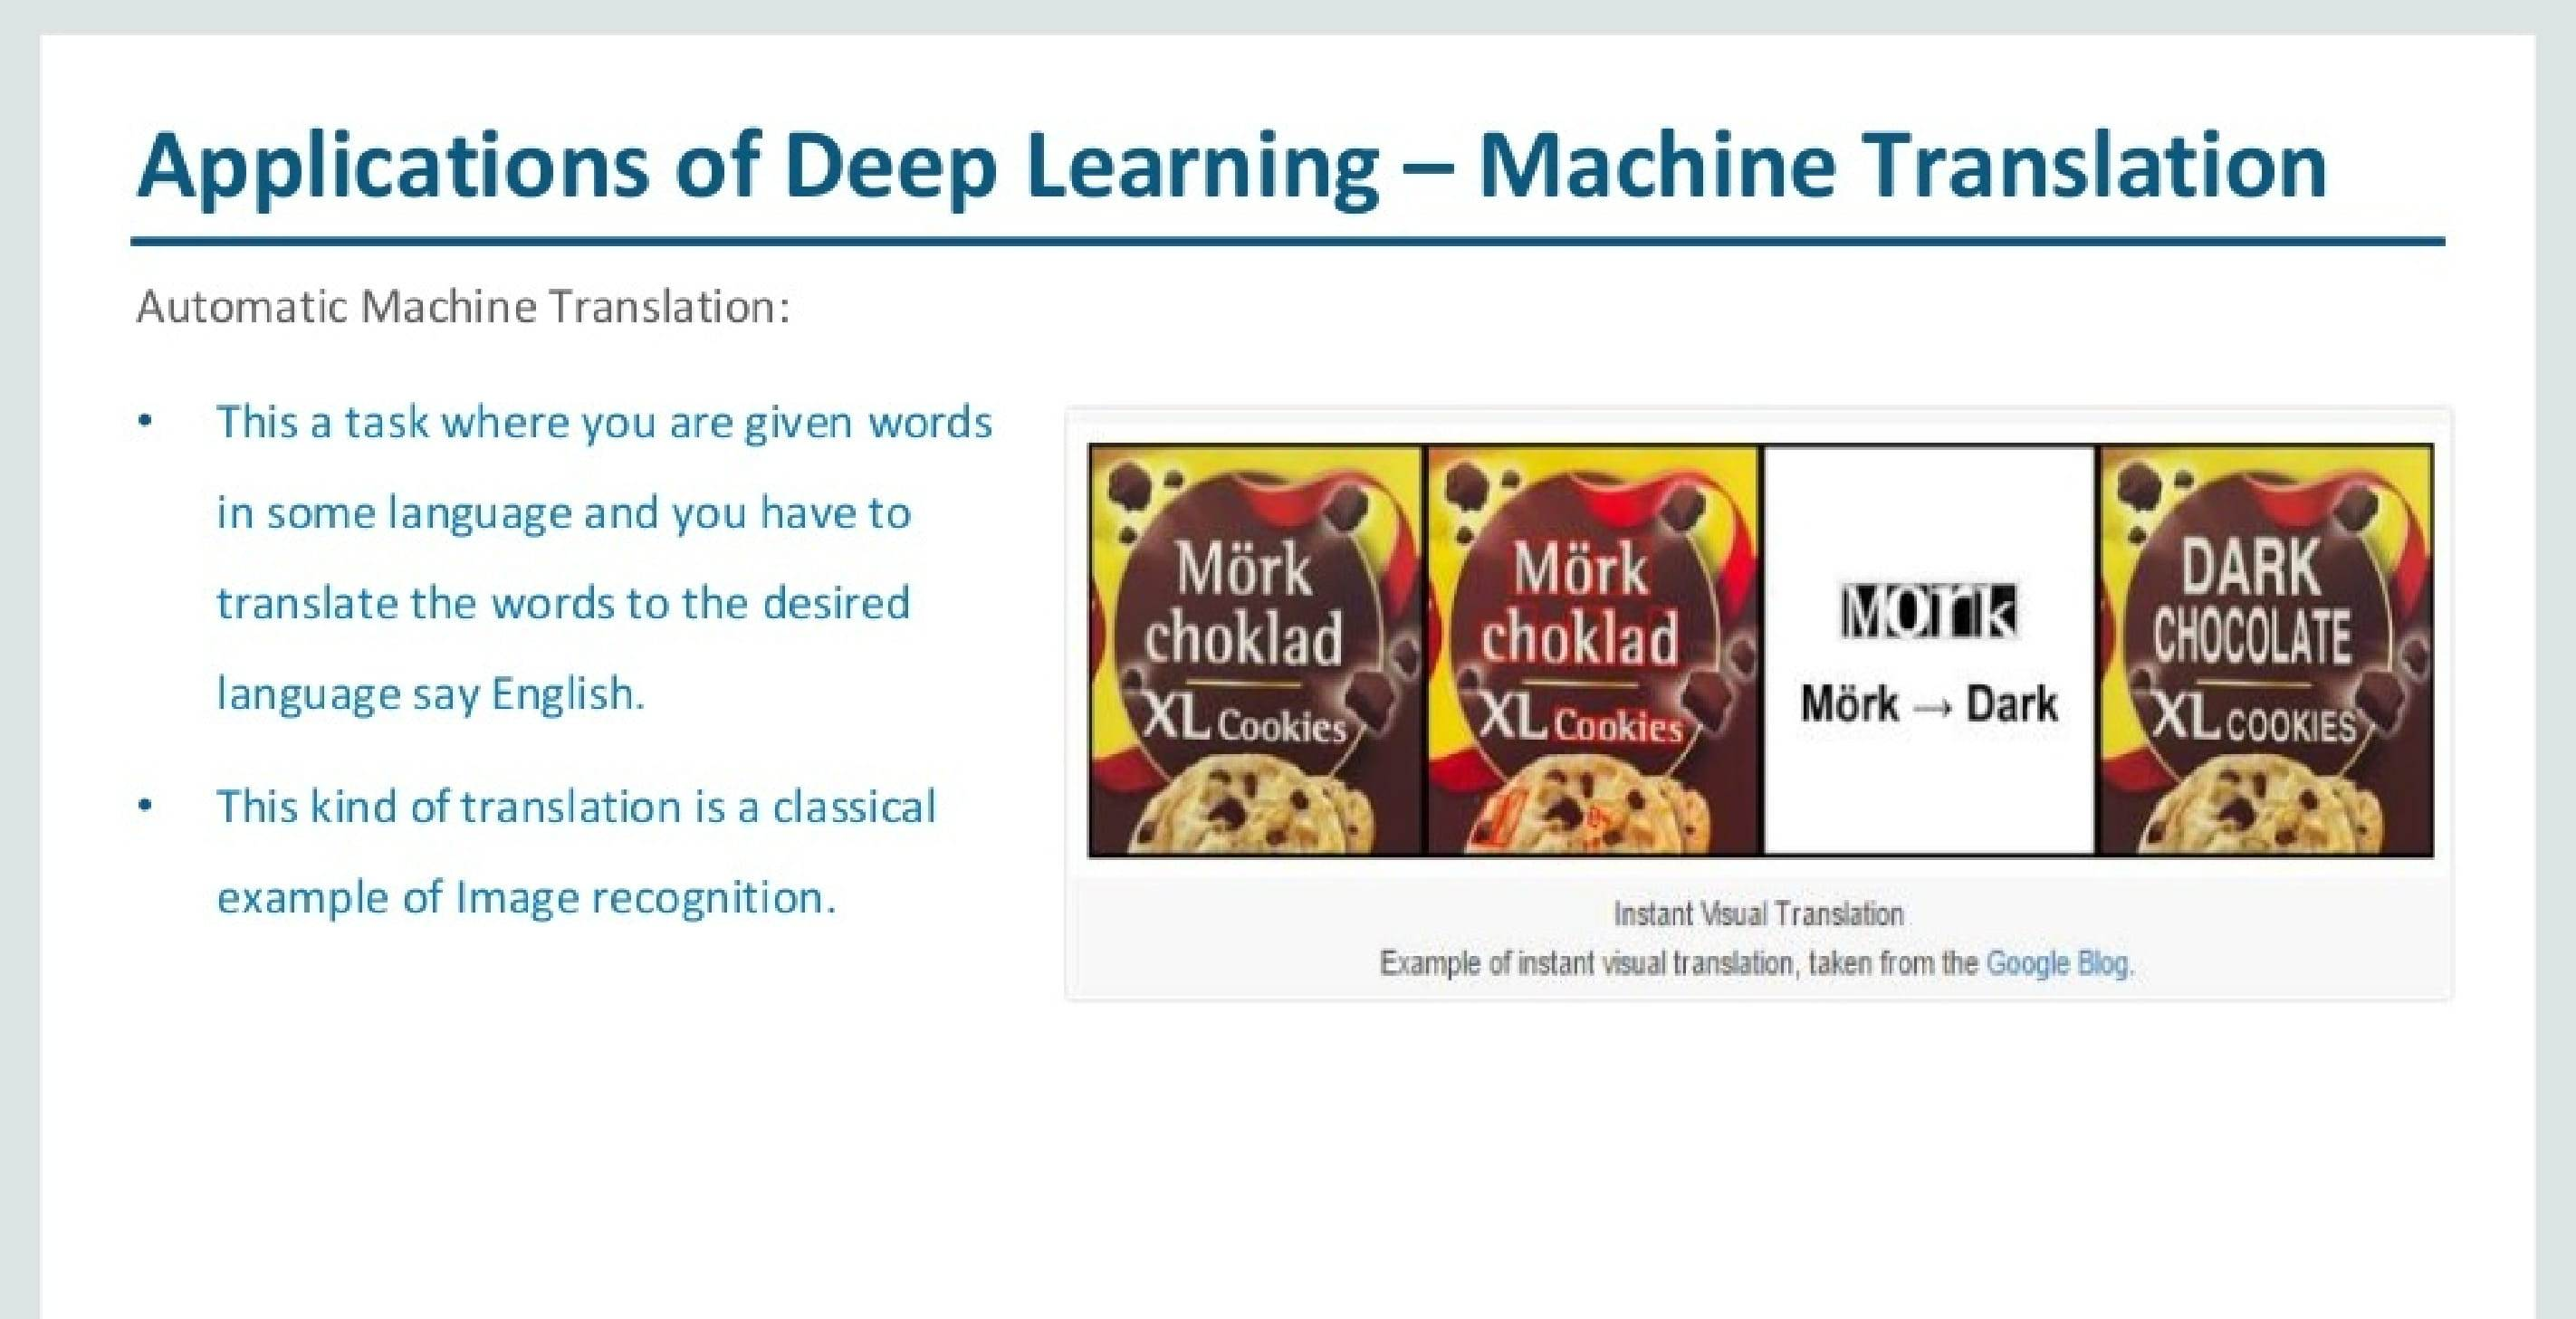 Applications of Deep Learning – Machine Translation
Automatic Machine Translation:
• This a task where you are given words
in some language and you have to
translate the words to the desired
language say English.
• This kind of translation is a classical
example of Image recognition.
Mörk
choklad
XL Cookies
Mörk
choklad
XL Cookies
Mörk
Mörk → Dark
DARK
CHOCOLATE
XL COOKIES
Instant Visual Translation
Example of instant visual translation, taken from the Google Blog.